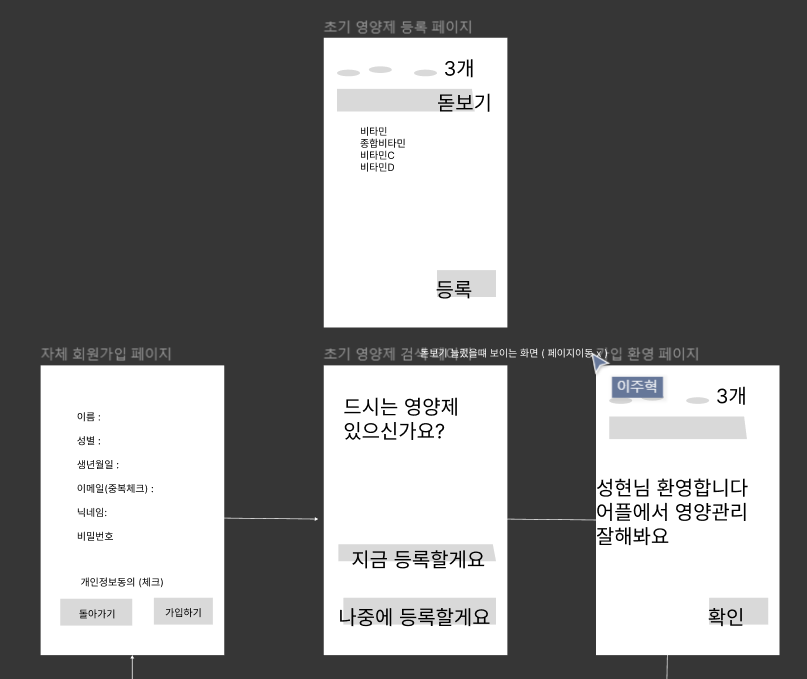 초기 영양제 등록 페이지
3개
돋보기
비타민
종합비타민
비타민C
비타민D
등록
자체 회원가입 페이지
이름 :
성별 :
생년월일 :
이메일(중복체크) :
닉네임:
비밀번호
개인정보동의 (체크)
돌아가기
가입하기
초기 영양제 검색
돋보기 눌렀을때 보이는 화면 ( 페이지이동 x )
드시는 영양제
있으신가요?
지금 등록할게요
나중에 등록할게요
입 환영 페이지
이주혁
3개
성현님 환영합니다
어플에서 영양관리
잘해봐요
확인